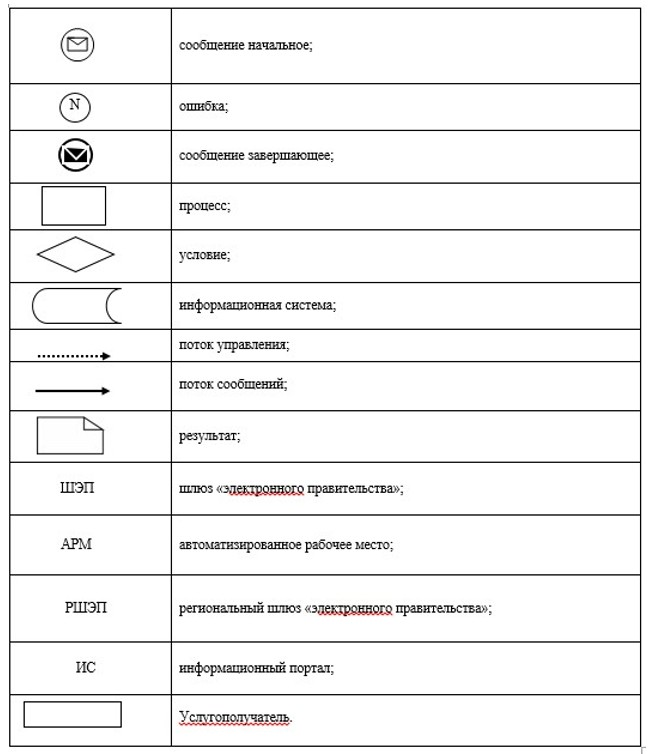 сообщение начальное;
N ошибка;
сообщение завершающее;
процесс;
условие;
информационная система;
поток управления;
поток сообщений;
результат;
ШЭП шлюз «электронного правительства»;
АРМ автоматизированное рабочее место;
РШЭП региональный шлюз «электронного правительства»;
ИС информационный портал;
Услугополучатель.